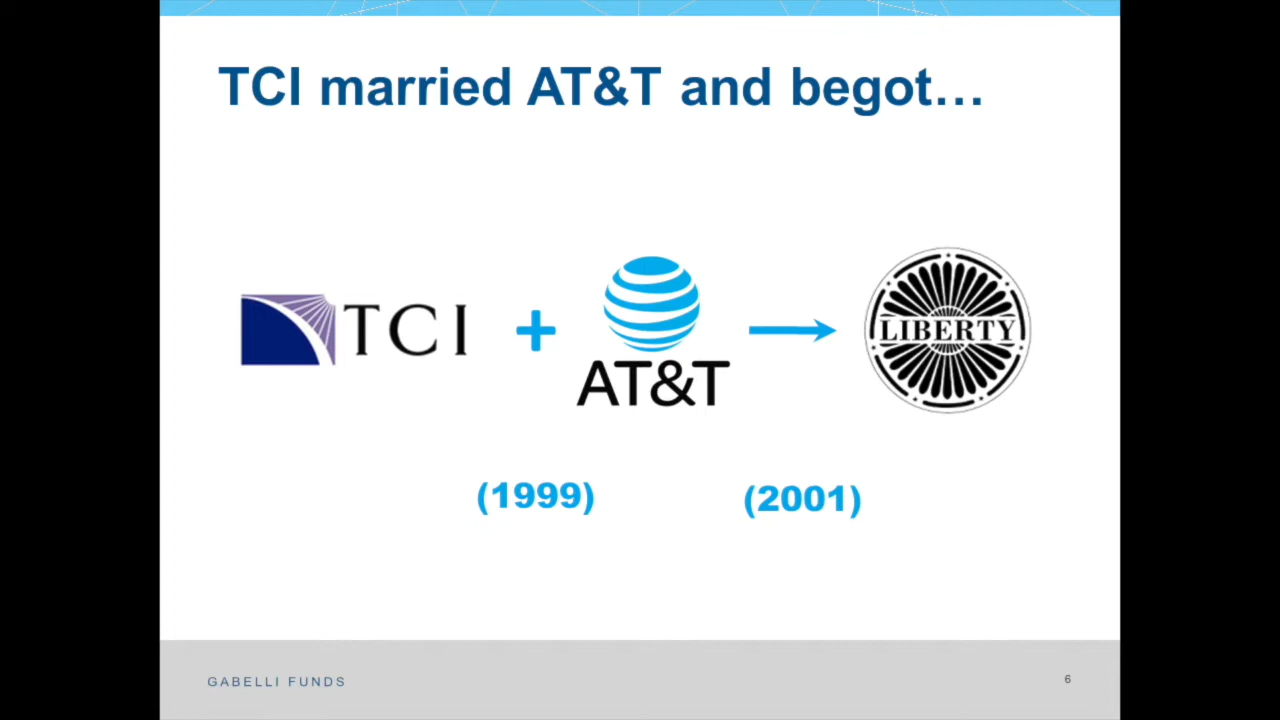 TCI married AT&T and begot…
TCI + AT&T → LIBERTY
(1999) (2001)
GABELLI FUNDS 6